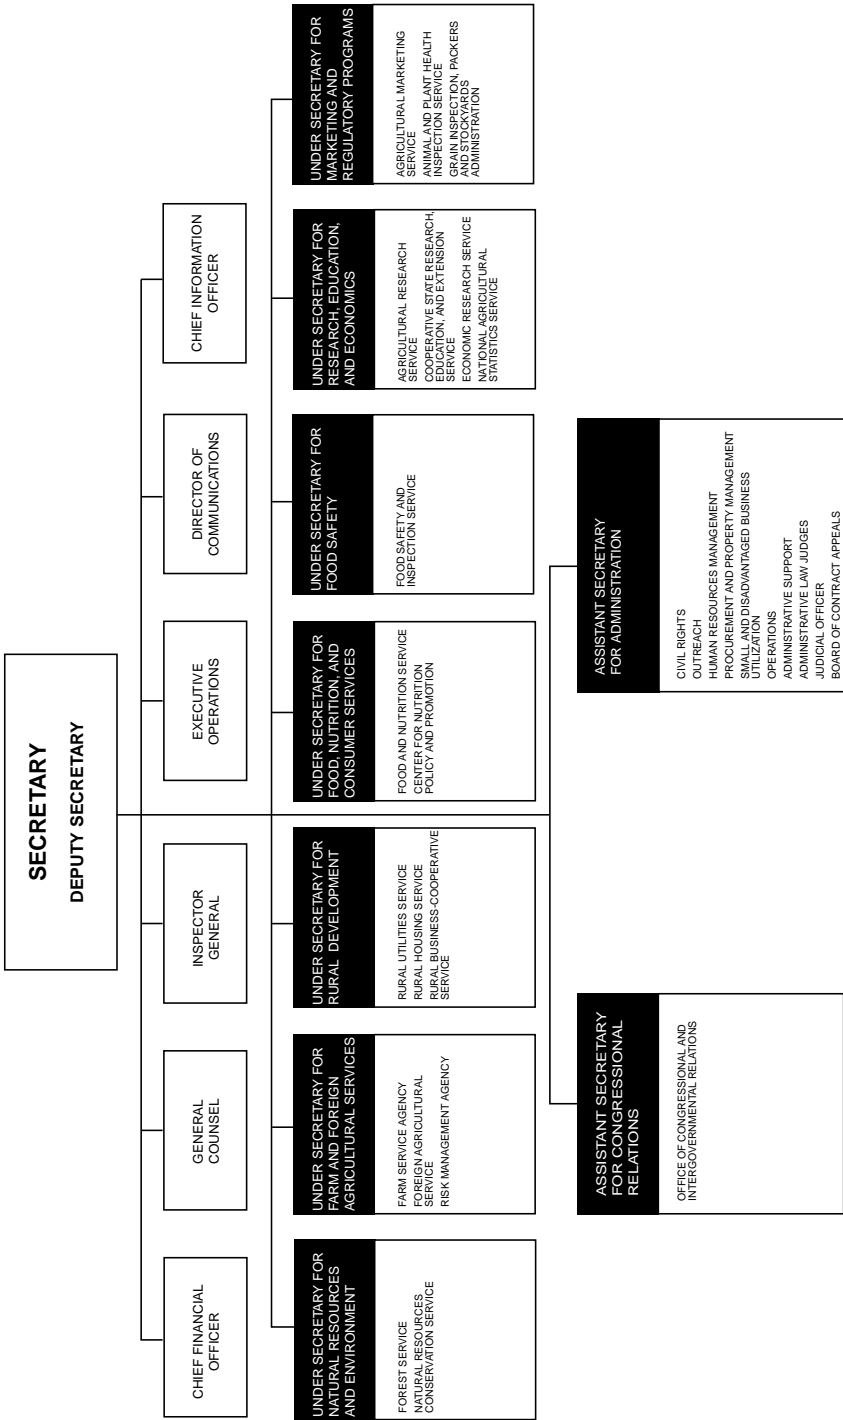 SECRETARY
DEPUTY SECRETARY
CHIEF FINANCIAL
OFFICER
GENERAL
COUNSEL
INSPECTOR
GENERAL
EXECUTIVE
OPERATIONS
DIRECTOR OF
COMMUNICATIONS
CHIEF INFORMATION
OFFICER
UNDER SECRETARY FOR
NATURAL RESOURCES
AND ENVIRONMENT
FOREST SERVICE
NATURAL RESOURCES
CONSERVATION SERVICE
UNDER SECRETARY FOR
FARM AND FOREIGN
AGRICULTURAL SERVICES
FARM SERVICE AGENCY
FOREIGN AGRICULTURAL
SERVICE
RISK MANAGEMENT AGENCY
UNDER SECRETARY FOR
RURAL DEVELOPMENT
RURAL UTILITIES SERVICE
RURAL HOUSING SERVICE
RURAL BUSINESS-COOPERATIVE
SERVICE
UNDER SECRETARY FOR
FOOD, NUTRITION, AND
CONSUMER SERVICES
FOOD AND NUTRITION SERVICE
CENTER FOR NUTRITION
POLICY AND PROMOTION
UNDER SECRETARY FOR
FOOD SAFETY
FOOD SAFETY AND
INSPECTION SERVICE
UNDER SECRETARY FOR
RESEARCH, EDUCATION,
AND ECONOMICS
AGRICULTURAL RESEARCH
SERVICE
COOPERATIVE STATE RESEARCH,
EDUCATION, AND EXTENSION
SERVICE
ECONOMIC RESEARCH SERVICE
NATIONAL AGRICULTURAL
STATISTICS SERVICE
UNDER SECRETARY FOR
MARKETING AND
REGULATORY PROGRAMS
AGRICULTURAL MARKETING
SERVICE
ANIMAL AND PLANT HEALTH
INSPECTION SERVICE
GRAIN INSPECTION, PACKERS
AND STOCKYARDS
ADMINISTRATION
ASSISTANT SECRETARY
FOR CONGRESSIONAL
RELATIONS
OFFICE OF CONGRESSIONAL AND
INTERGOVERNMENTAL RELATIONS
ASSISTANT SECRETARY
FOR ADMINISTRATION
CIVIL RIGHTS
OUTREACH
HUMAN RESOURCES MANAGEMENT
PROCUREMENT AND PROPERTY MANAGEMENT
SMALL AND DISADVANTAGED BUSINESS
UTILIZATION
OPERATIONS
ADMINISTRATIVE SUPPORT
ADMINISTRATIVE LAW JUDGES
JUDICIAL OFFICER
BOARD OF CONTRACT APPEALS